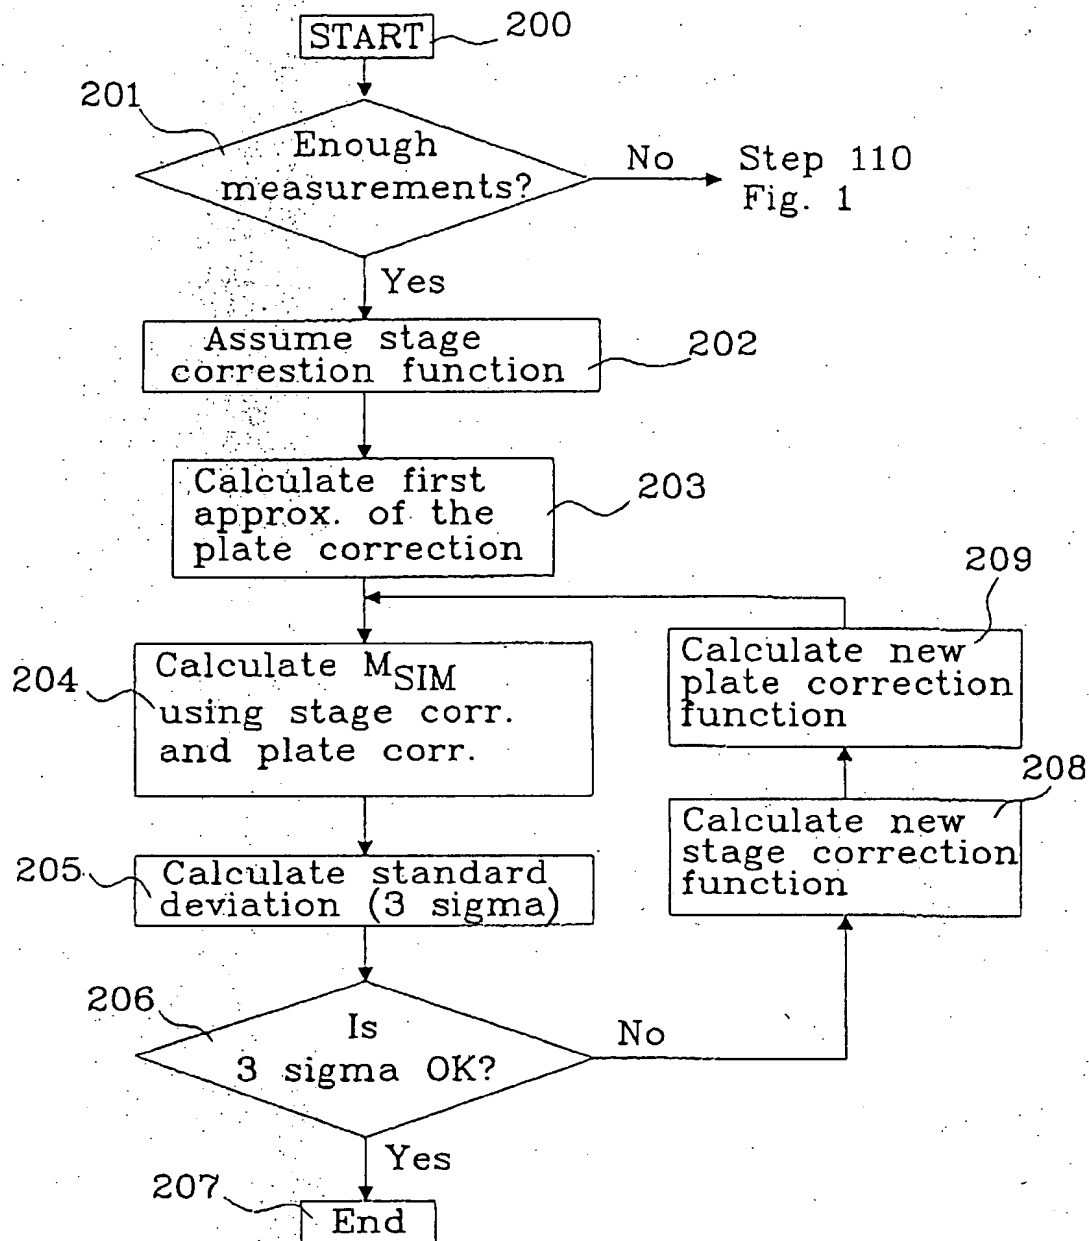 START
200
201
Enough
measurements?
No
Step 110
Fig. 1
Yes
Assume stage
correstion function
202
Calculate first
approx. of the
plate correction
203
204
Calculate MSIM
using stage corr.
and plate corr.
209
Calculate new
plate correction
function
208
Calculate new
stage correction
function
205
Calculate standard
deviation (3 sigma)
206
Is
3 sigma OK?
No
Yes
207
End